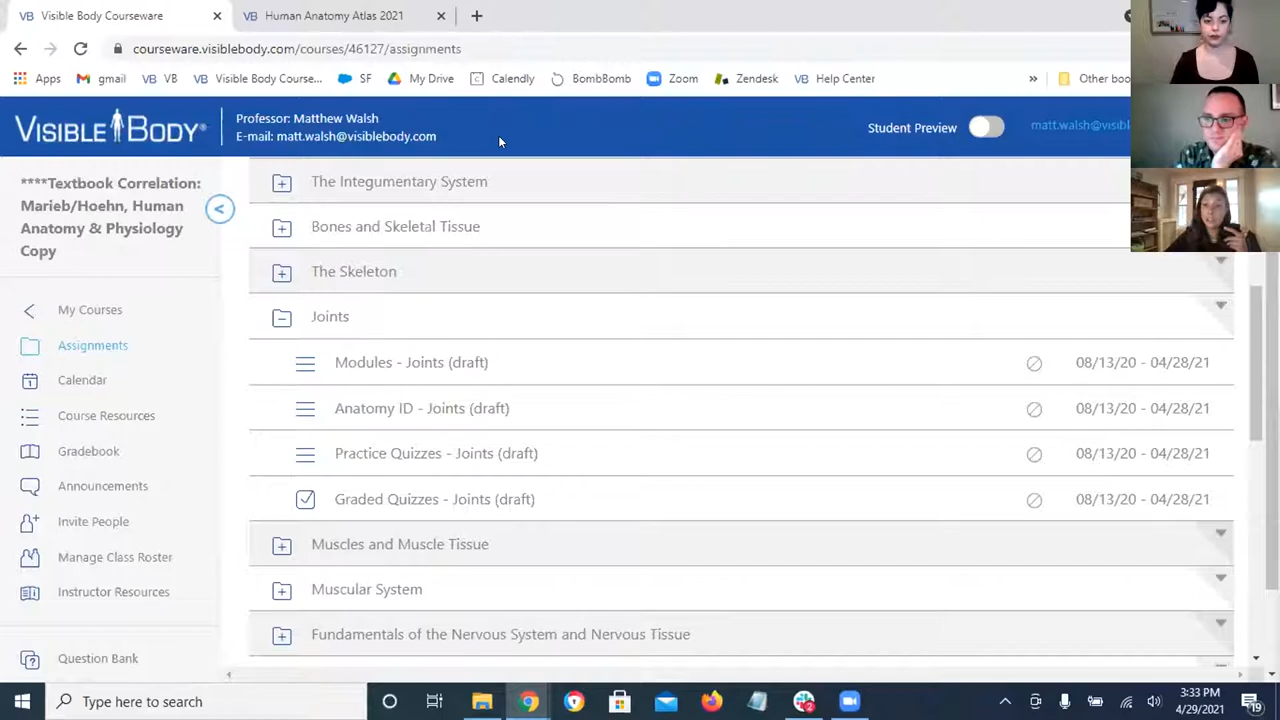 Visible Body Courseware
VB Human Anatomy Atlas 2021
courseware.visiblebody.com/courses/46127/assignments
Apps gmail VB VB VB Visible Body Course... SF My Drive Calendly BombBomb Zoom Zendesk VB Help Center » Other boo
VISIBLE BODY®
Professor: Matthew Walsh
E-mail: matt.walsh@visiblebody.com
Student Preview
matt.walsh@visibl
****Textbook Correlation:
Marieb/Hoehn, Human
Anatomy & Physiology
Copy
<
My Courses
Assignments
Calendar
Course Resources
Gradebook
Announcements
Invite People
Manage Class Roster
Instructor Resources
Question Bank
The Integumentary System
Bones and Skeletal Tissue
The Skeleton
Joints
Modules - Joints (draft) 08/13/20 - 04/28/21
Anatomy ID - Joints (draft) 08/13/20 - 04/28/21
Practice Quizzes - Joints (draft) 08/13/20 - 04/28/21
Graded Quizzes - Joints (draft) 08/13/20 - 04/28/21
Muscles and Muscle Tissue
Muscular System
Fundamentals of the Nervous System and Nervous Tissue
Type here to search
3:33 PM
4/29/2021
19